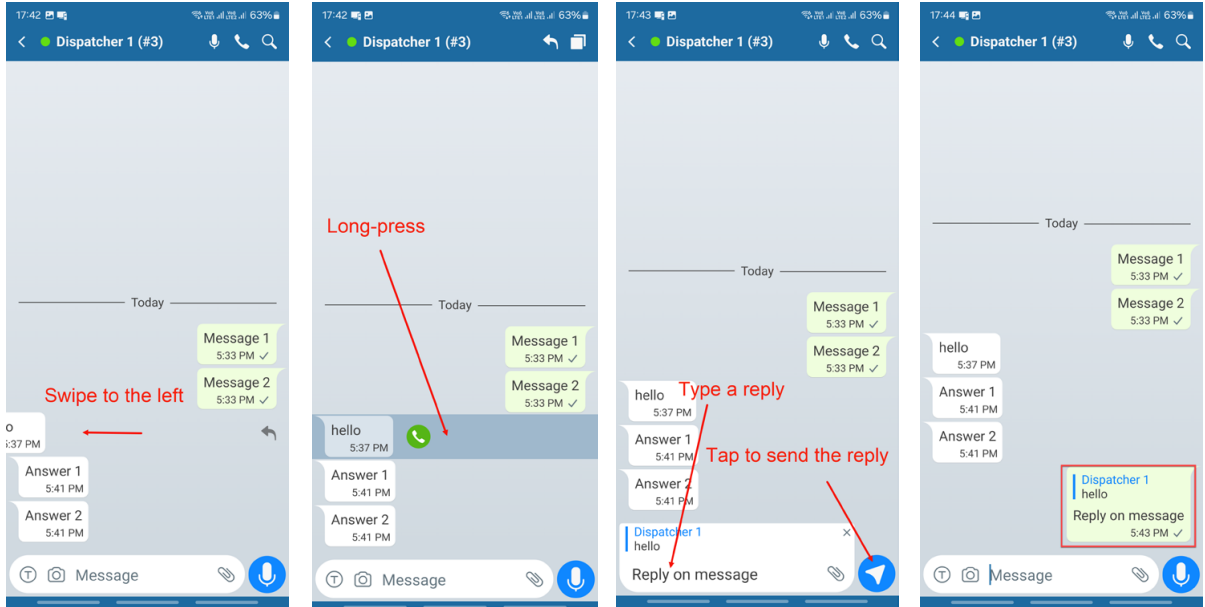 17:42 63%
Dispatcher 1 (#3)
Today
Message 1
5:33 PM
Message 2
5:33 PM
Swipe to the left
o
5:37 PM
Answer 1
5:41 PM
Answer 2
5:41 PM
T Message
17:42 63%
Dispatcher 1 (#3)
Long-press
Today
Message 1
5:33 PM
Message 2
5:33 PM
hello
5:37 PM
Answer 1
5:41 PM
Answer 2
5:41 PM
T Message
17:43 63%
Dispatcher 1 (#3)
Today
Message 1
5:33 PM
Message 2
5:33 PM
hello
5:37 PM
Type a reply
Answer 1
5:41 PM
Tap to send the reply
Answer 2
5:41 PM
Dispatcher 1
hello
Reply on message
17:44 63%
Dispatcher 1 (#3)
Today
Message 1
5:33 PM
Message 2
5:33 PM
hello
5:37 PM
Answer 1
5:41 PM
Answer 2
5:41 PM
Dispatcher 1
hello
Reply on message
5:43 PM
T Message